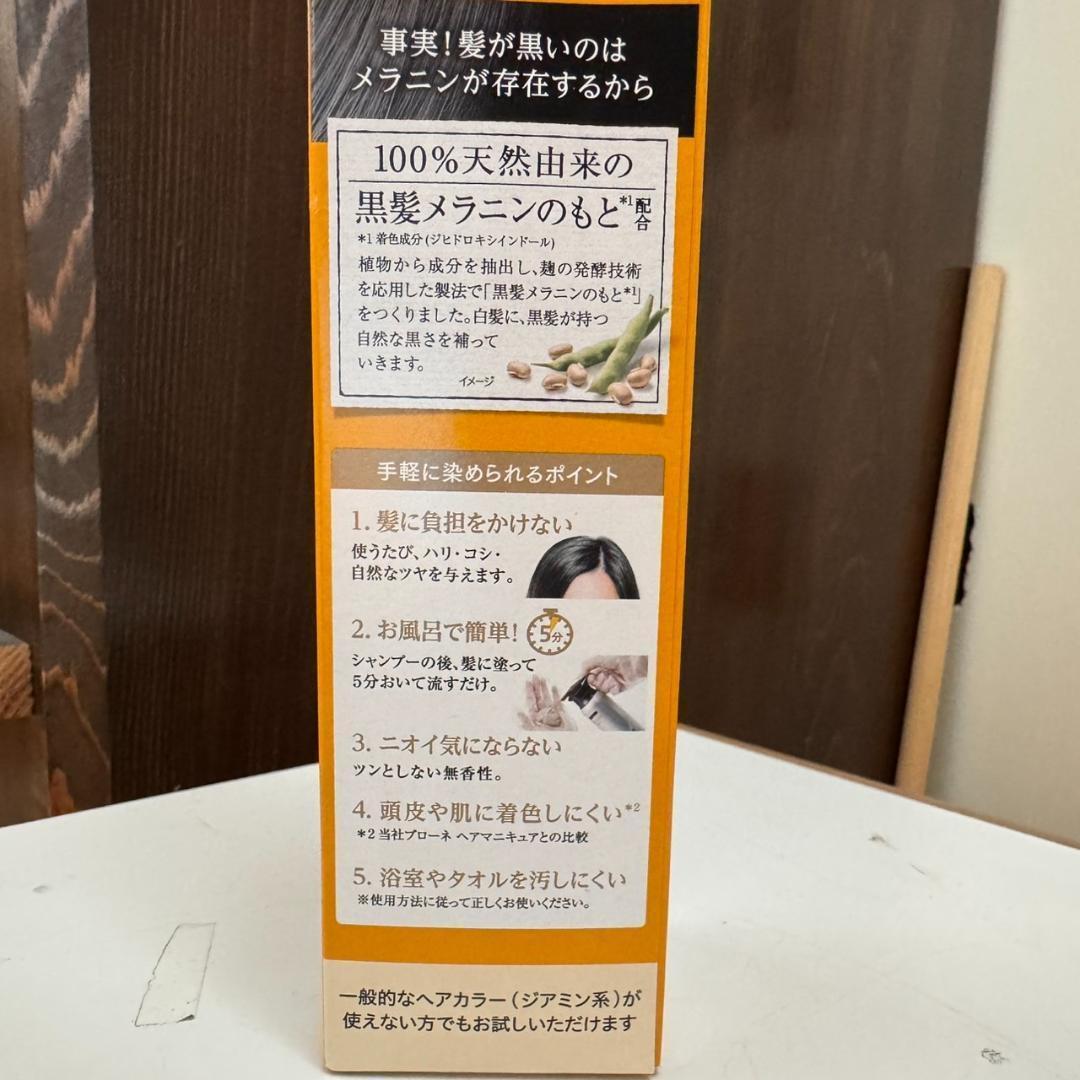 事実!髪が黒いのは
メラニンが存在するから
100%天然由来の
黒髪メラニンのもと*1配合
*1 着色成分(ジヒドロキシインドール)
植物から成分を抽出し、麹の発酵技術
を応用した製法で「黒髪メラニンのもと*1」
をつくりました。白髪に、黒髪が持つ
自然な黒さを補って
いきます。
イメージ
手軽に染められるポイント
1. 髪に負担をかけない
使うたび、ハリ・コシ・
自然なツヤを与えます。
2. お風呂で簡単!
5分
シャンプーの後、髪に塗って
5分おいて流すだけ。
3. ニオイ気にならない
ツンとしない無香性。
4. 頭皮や肌に着色しにくい*2
*2 当社ブローネ ヘアマニキュアとの比較
5. 浴室やタオルを汚しにくい
※使用方法に従って正しくお使いください。
一般的なヘアカラー(ジアミン系)が
使えない方でもお試しいただけます